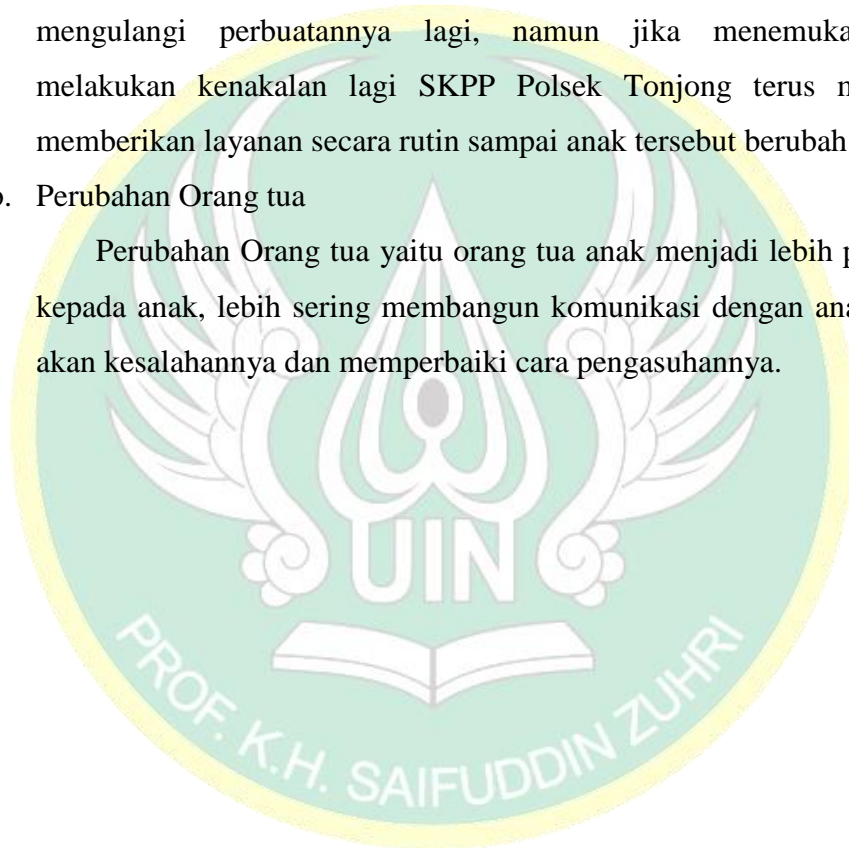 mengulangi perbuatannya lagi, namun jika menemuka
melakukan kenakalan lagi SKPP Polsek Tonjong terus
memberikan layanan secara rutin sampai anak tersebut berubah
. Perubahan Orang tua
Perubahan Orang tua yaitu orang tua anak menjadi lebih
kepada anak, lebih sering membangun komunikasi dengan
akan kesalahannya dan memperbaiki cara pengasuhannya.
UIN
PROF. K.H. SAIFUDDIN ZUHRI